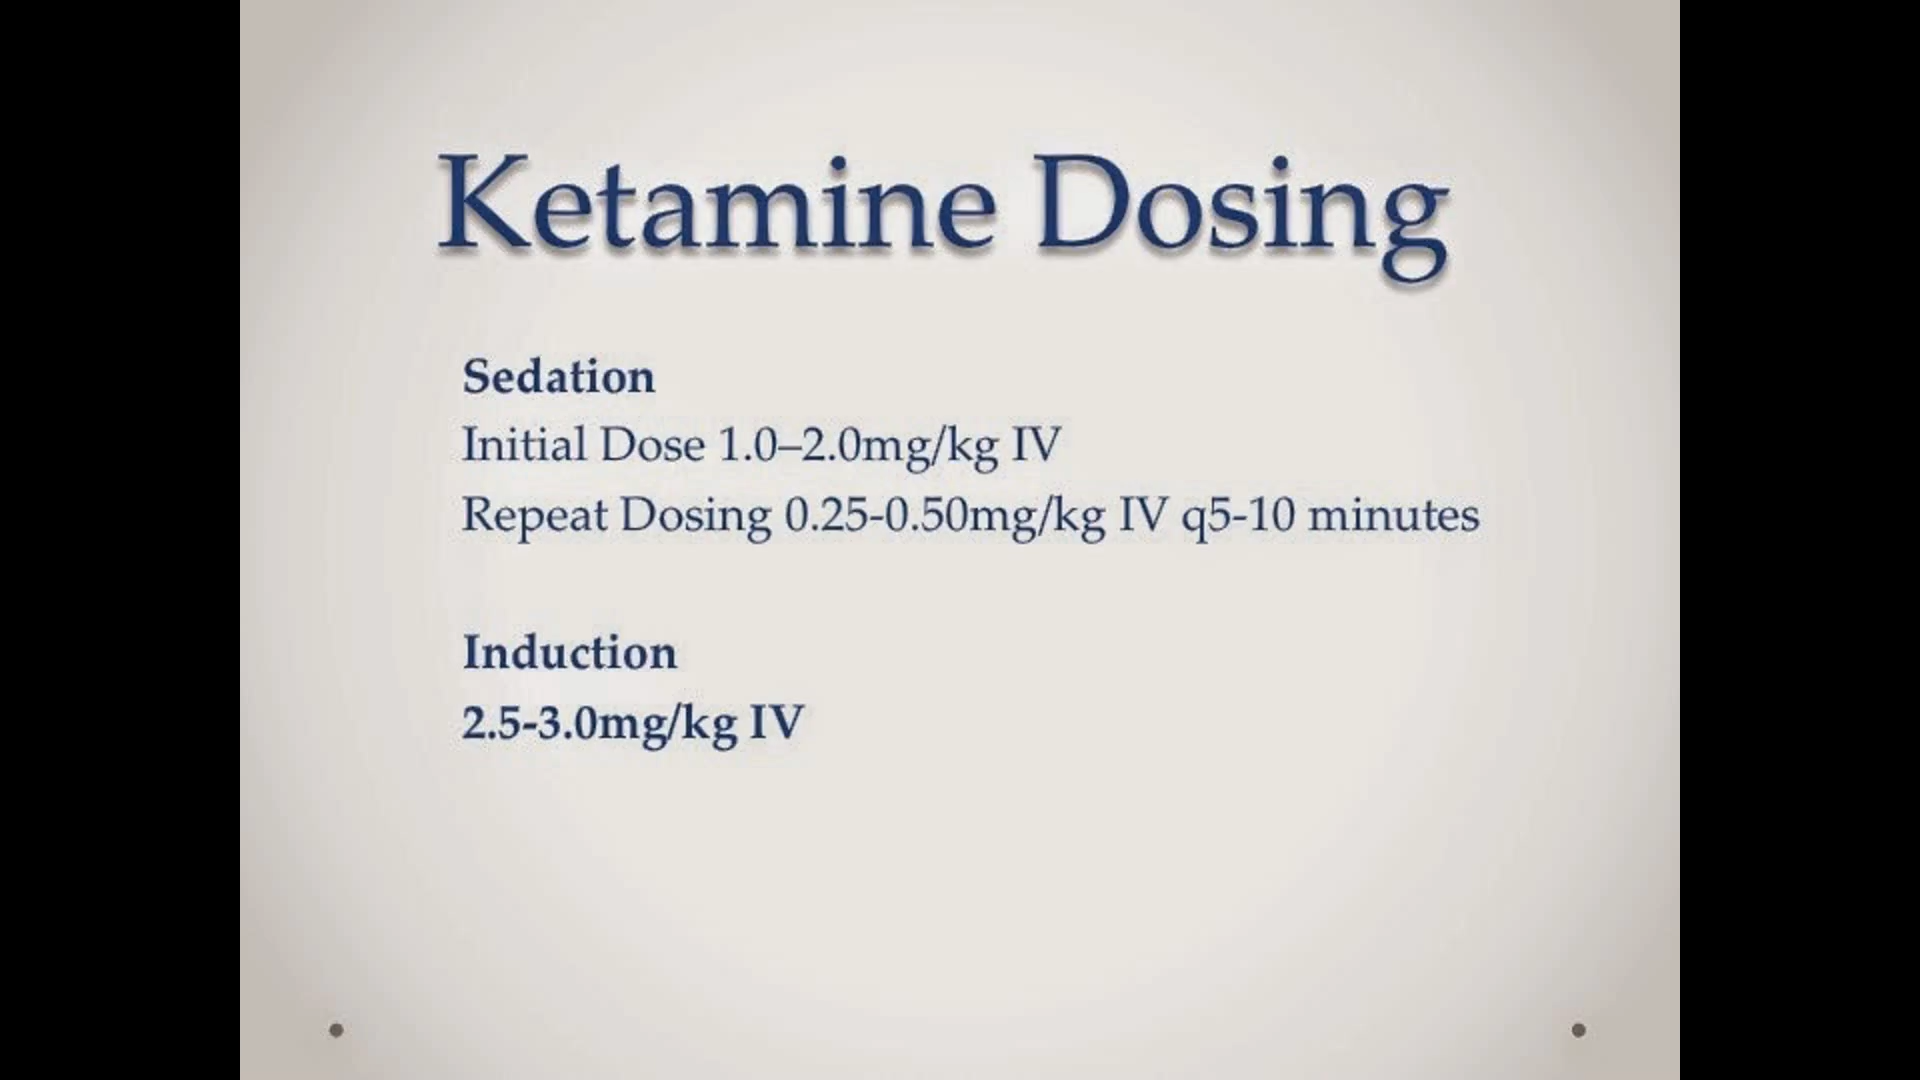 Ketamine Dosing
Sedation
Initial Dose 1.0–2.0mg/kg IV
Repeat Dosing 0.25-0.50mg/kg IV q5-10 minutes
Induction
2.5-3.0mg/kg IV